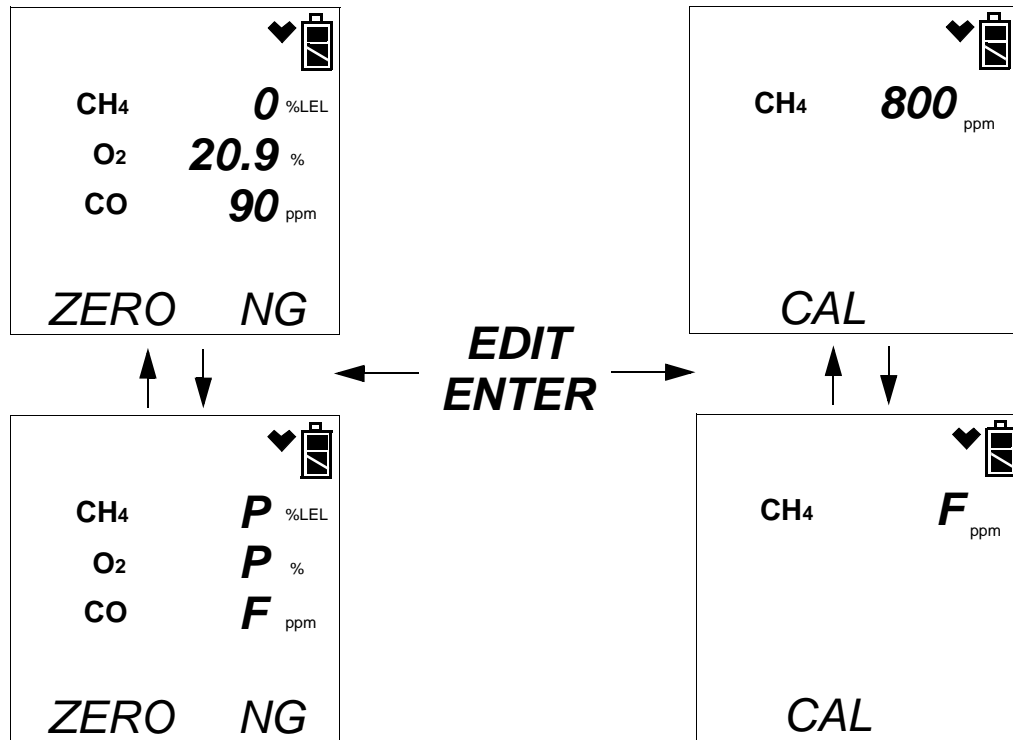 CH4 0 %LEL
O2 20.9 %
CO 90 ppm
ZERO NG
CH4 800 ppm
CAL
EDIT
ENTER
CH4 P %LEL
O2 P %
CO F ppm
ZERO NG
CH4 F ppm
CAL